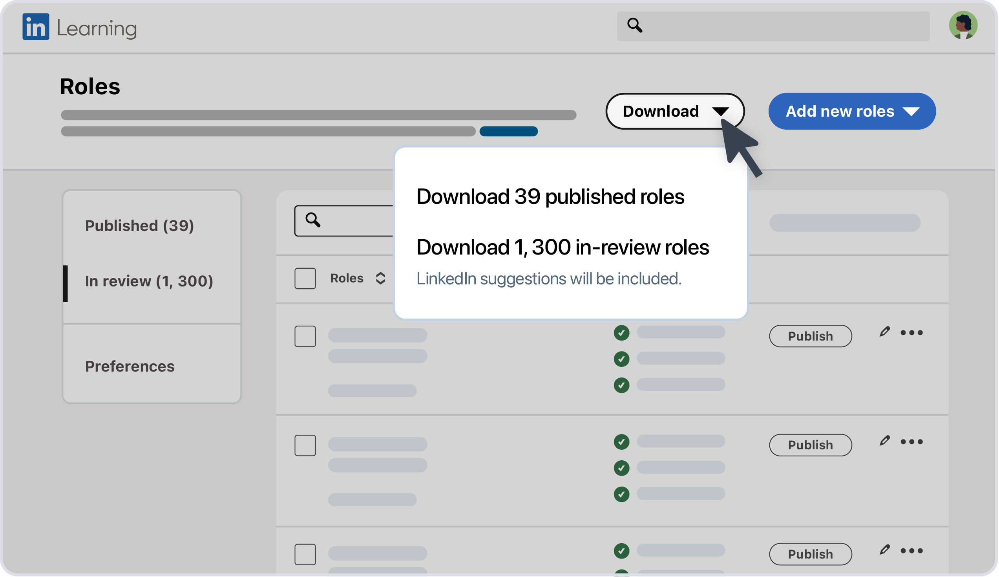 in Learning
Roles
Download
Add new roles
Download 39 published roles
Download 1, 300 in-review roles
LinkedIn suggestions will be included.
Published (39)
In review (1, 300)
Preferences
Roles
Publish
Publish
Publish